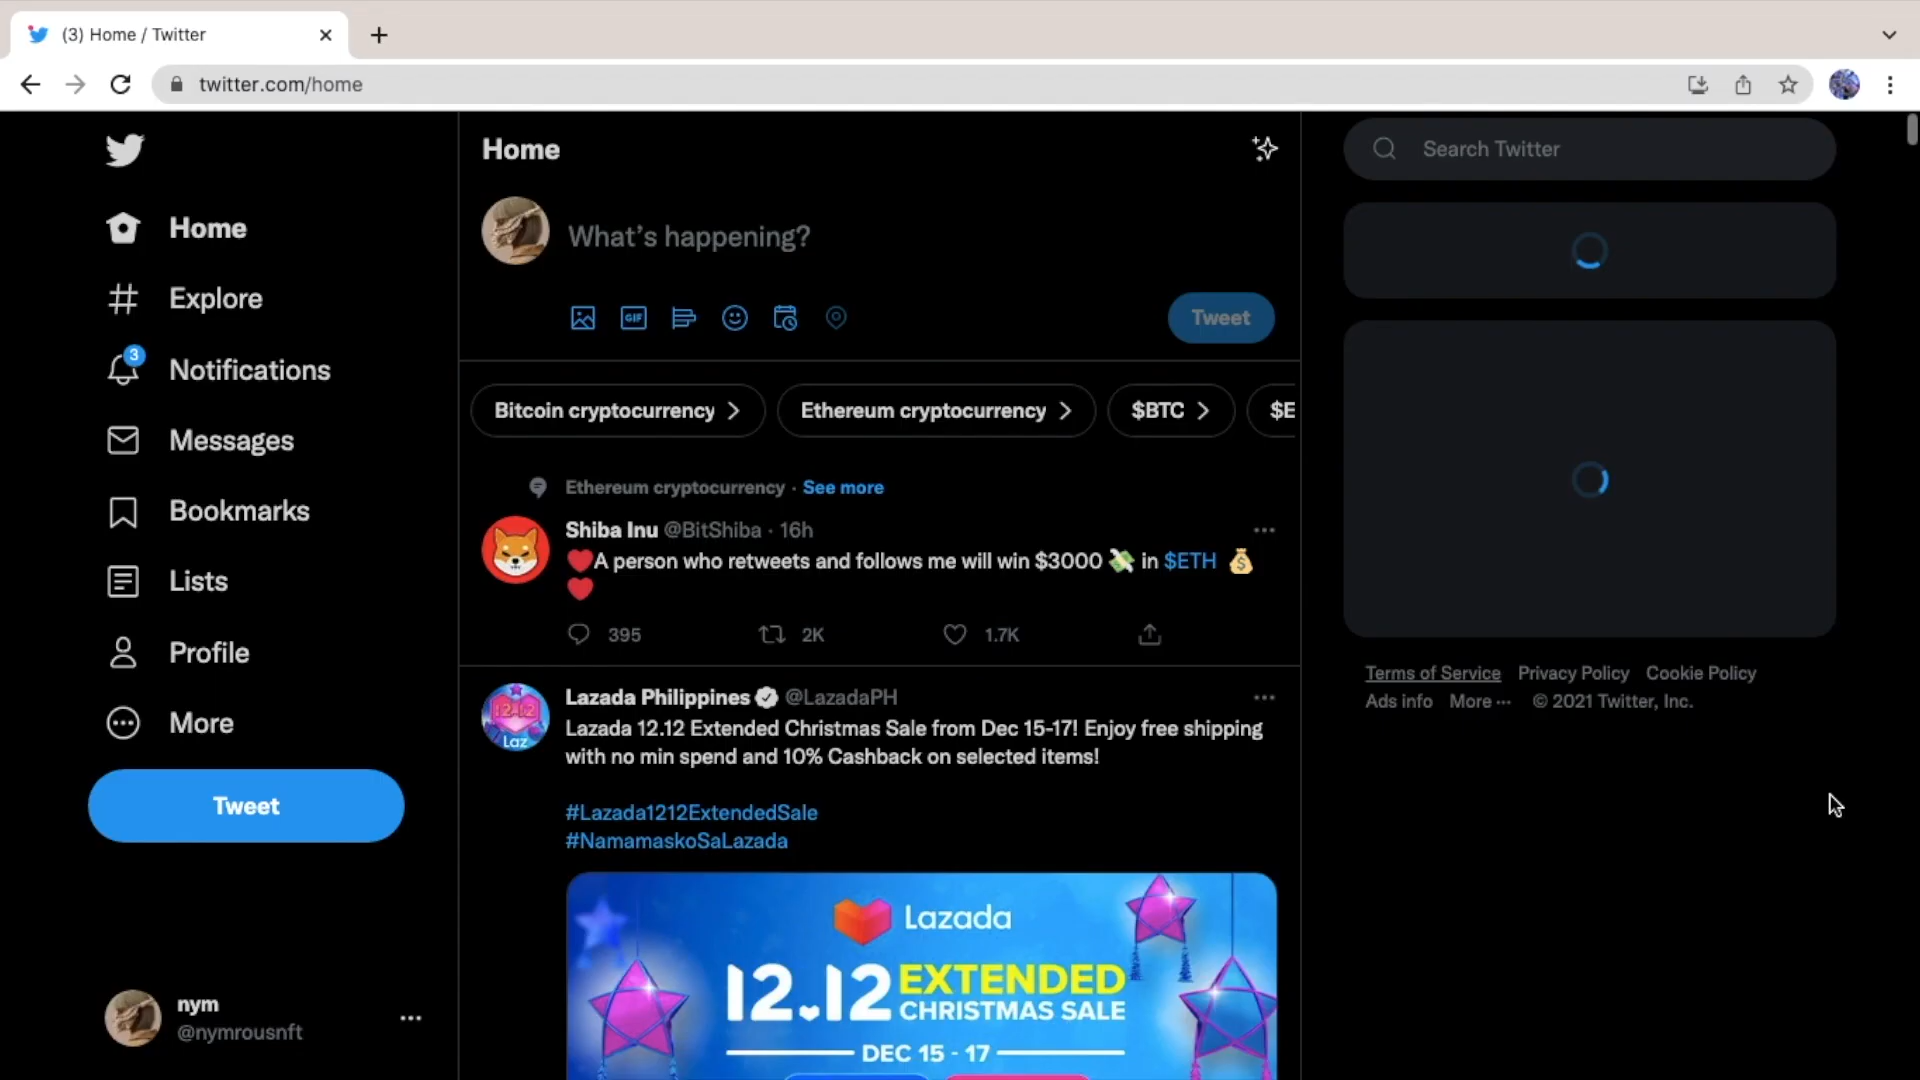 (3) Home / Twitter
twitter.com/home
Home
Explore
3
Notifications
Messages
Bookmarks
Lists
Profile
More
Tweet
nym
@nymrousnft
Home
What's happening?
GIF
Tweet
Bitcoin cryptocurrency
Ethereum cryptocurrency
$BTC
$E
Ethereum cryptocurrency · See more
Shiba Inu @BitShiba · 16h
❤️A person who retweets and follows me will win $3000 💸 in $ETH 💰
❤️
395
2K
1.7K
Lazada Philippines @LazadaPH
Lazada 12.12 Extended Christmas Sale from Dec 15-17! Enjoy free shipping
with no min spend and 10% Cashback on selected items!
#Lazada1212ExtendedSale
#NamamaskoSaLazada
12.12
Laz
Lazada
12.12 EXTENDED
CHRISTMAS SALE
DEC 15 - 17
Search Twitter
Terms of Service Privacy Policy Cookie Policy
Ads info More ··· © 2021 Twitter, Inc.